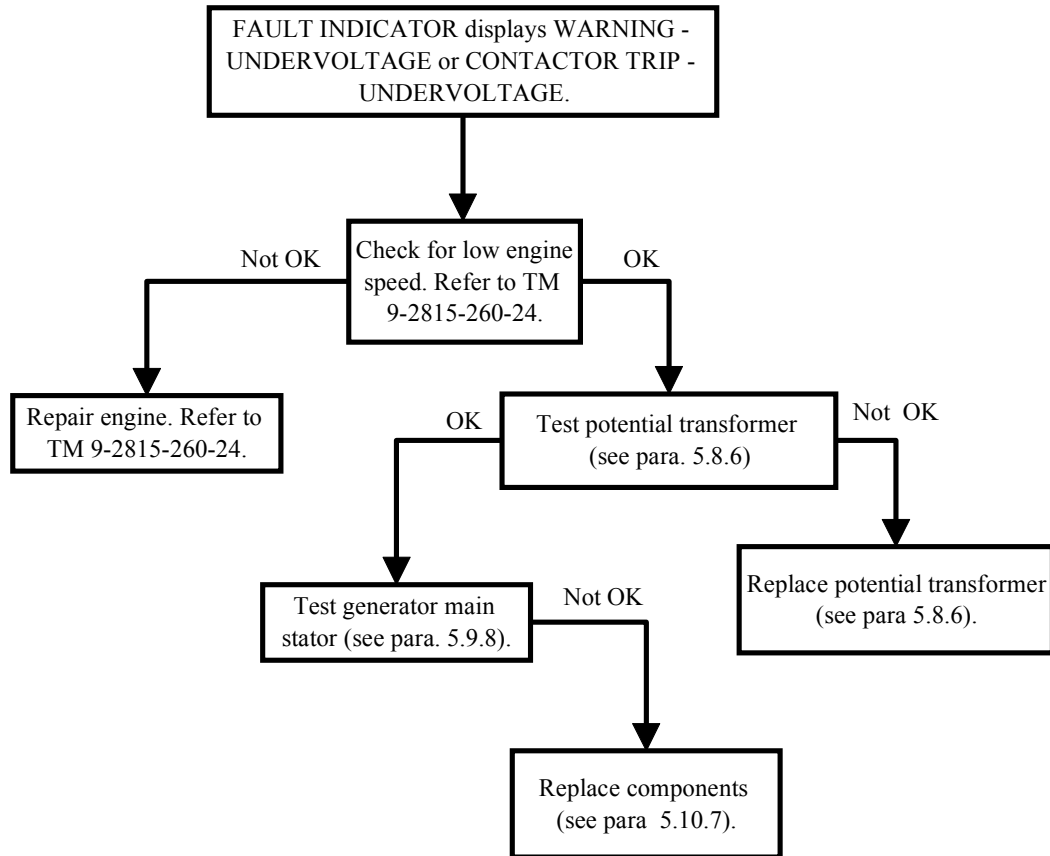 FAULT INDICATOR displays WARNING -
UNDERVOLTAGE or CONTACTOR TRIP -
UNDERVOLTAGE.
Not OK
Check for low engine
speed. Refer to TM
9-2815-260-24.
OK
Repair engine. Refer to
TM 9-2815-260-24.
OK
Test potential transformer
(see para. 5.8.6)
Not OK
Test generator main
stator (see para. 5.9.8).
Not OK
Replace potential transformer
(see para 5.8.6).
Replace components
(see para 5.10.7).